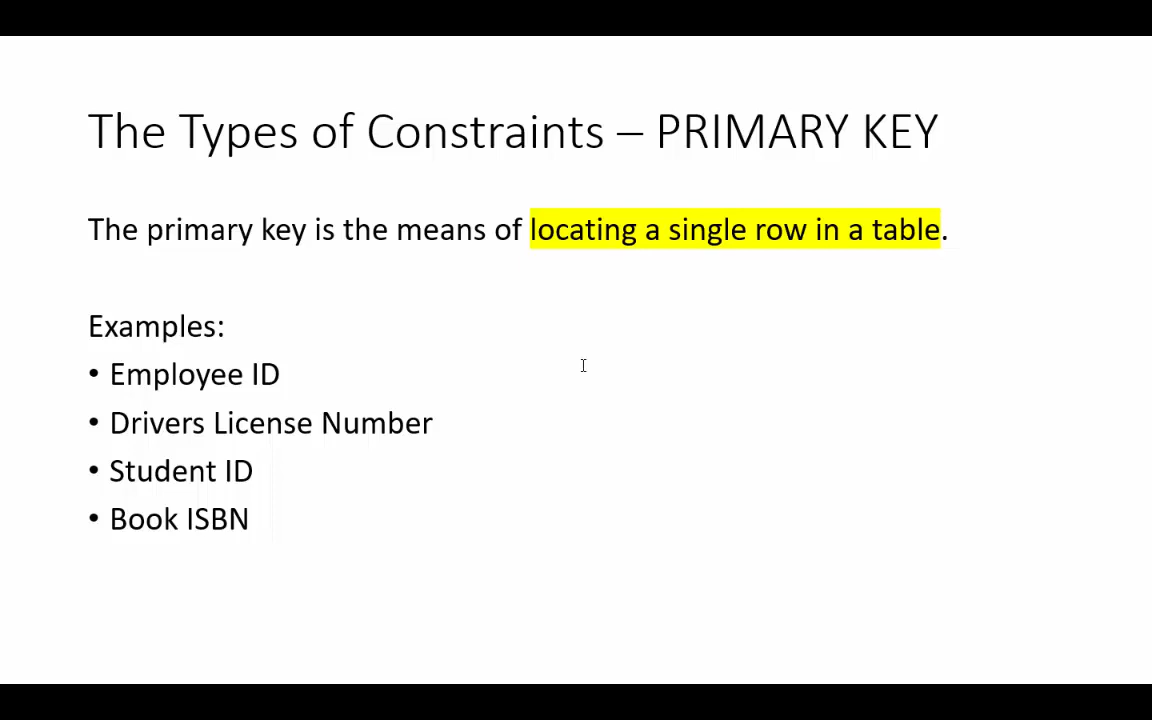 The Types of Constraints – PRIMARY KEY
The primary key is the means of locating a single row in a table.
Examples:
• Employee ID
• Drivers License Number
• Student ID
• Book ISBN